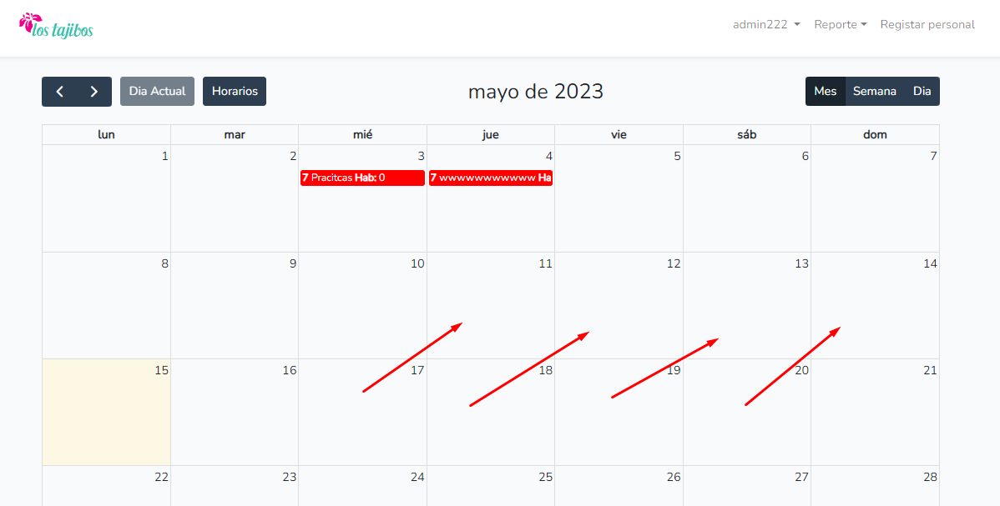 los tajibos
admin222 Reporte Registar personal
Dia Actual Horarios mayo de 2023 Mes Semana Dia
lun mar mié jue vie sáb dom
1 2 3 4 5 6 7
7 Pracitcas Hab: 0 7 wwwwwwwwwww Ha
8 9 10 11 12 13 14
15 16 17 18 19 20 21
22 23 24 25 26 27 28